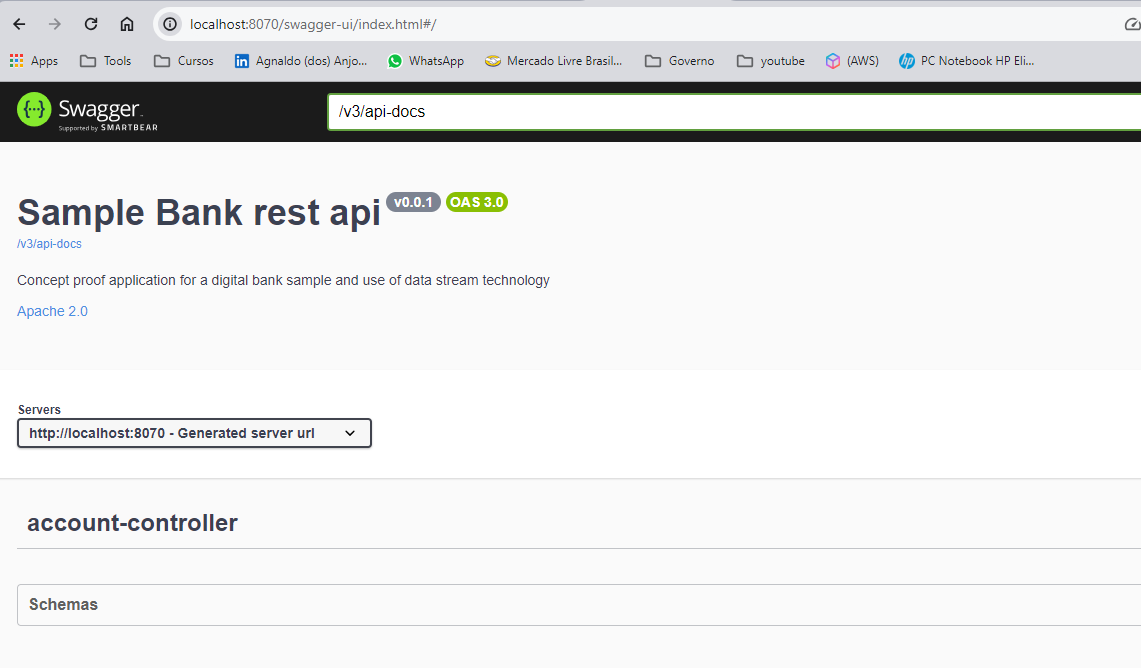 localhost:8070/swagger-ui/index.html#/
Apps Tools Cursos Agnaldo (dos) Anjo... WhatsApp Mercado Livre Brasil... Governo youtube (AWS) PC Notebook HP Eli...
Swagger
Supported by SMARTBEAR
/v3/api-docs
Sample Bank rest api v0.0.1 OAS 3.0
/v3/api-docs
Concept proof application for a digital bank sample and use of data stream technology
Apache 2.0
Servers
http://localhost:8070 - Generated server url
account-controller
Schemas